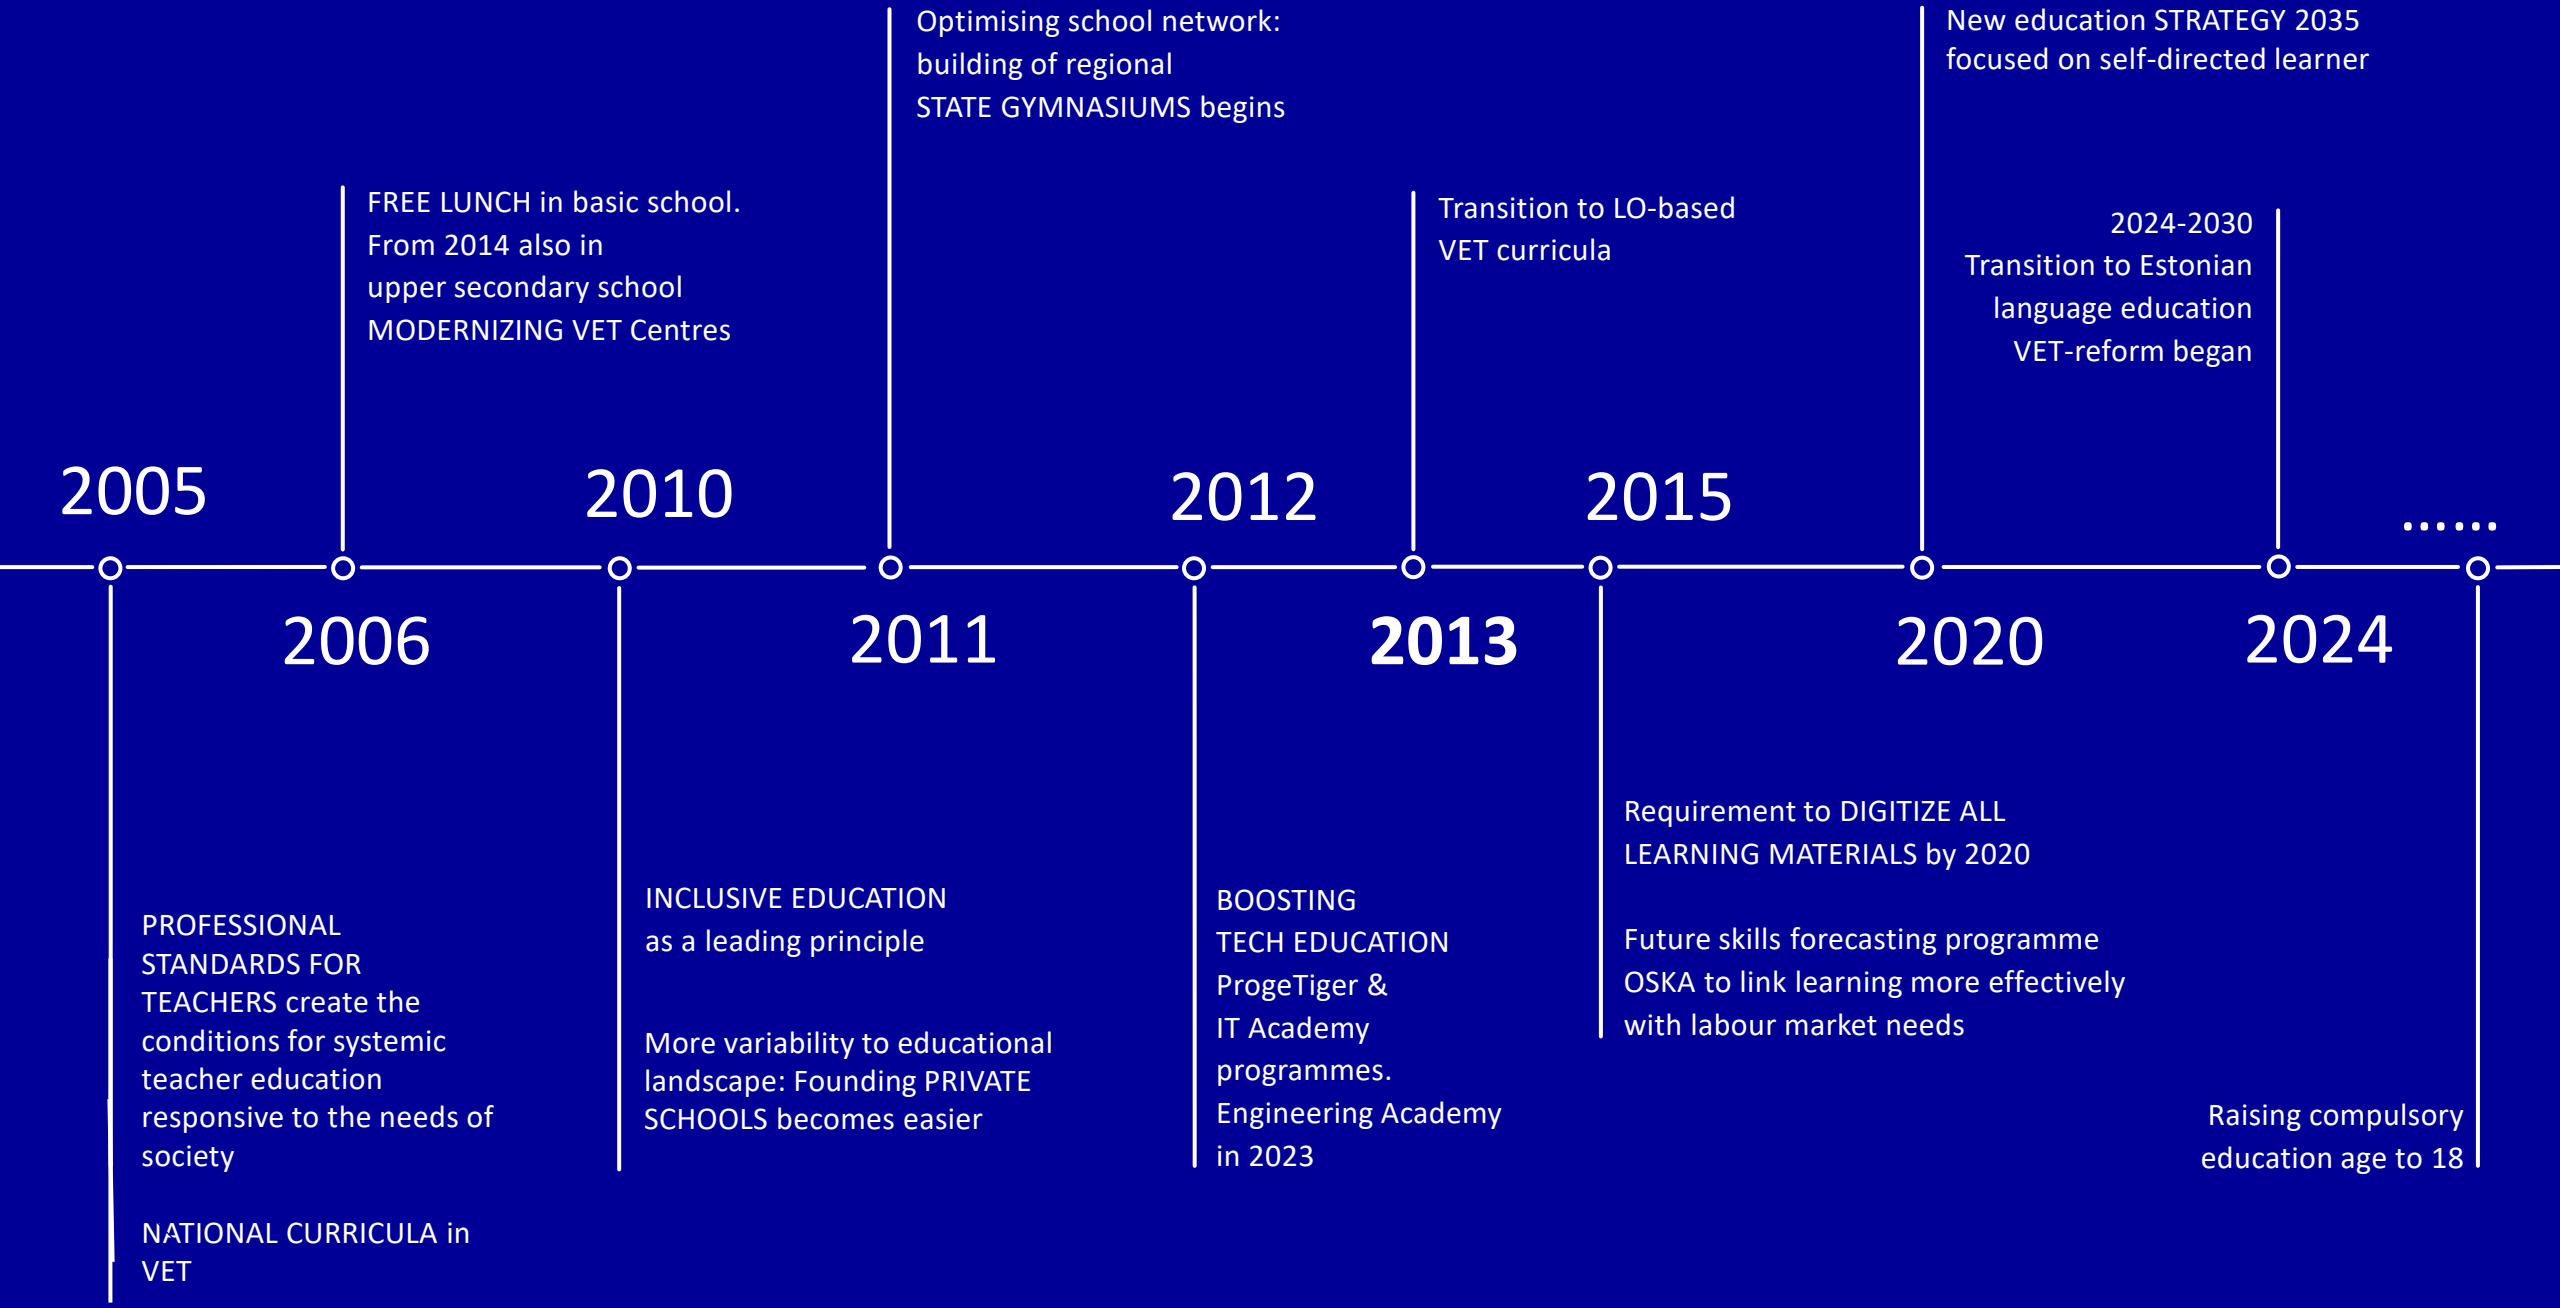 Optimising school network:
building of regional
STATE GYMNASIUMS begins
New education STRATEGY 2035
focused on self-directed learner
FREE LUNCH in basic school.
From 2014 also in
upper secondary school
MODERNIZING VET Centres
Transition to LO-based
VET curricula
2024-2030
Transition to Estonian
language education
VET-reform began
2005
2010
2012
2015
......
2006
2011
2013
2020
2024
PROFESSIONAL
STANDARDS FOR
TEACHERS create the
conditions for systemic
teacher education
responsive to the needs of
society
NATIONAL CURRICULA in
VET
INCLUSIVE EDUCATION
as a leading principle
More variability to educational
landscape: Founding PRIVATE
SCHOOLS becomes easier
BOOSTING
TECH EDUCATION
ProgeTiger &
IT Academy
programmes.
Engineering Academy
in 2023
Requirement to DIGITIZE ALL
LEARNING MATERIALS by 2020
Future skills forecasting programme
OSKA to link learning more effectively
with labour market needs
Raising compulsory
education age to 18